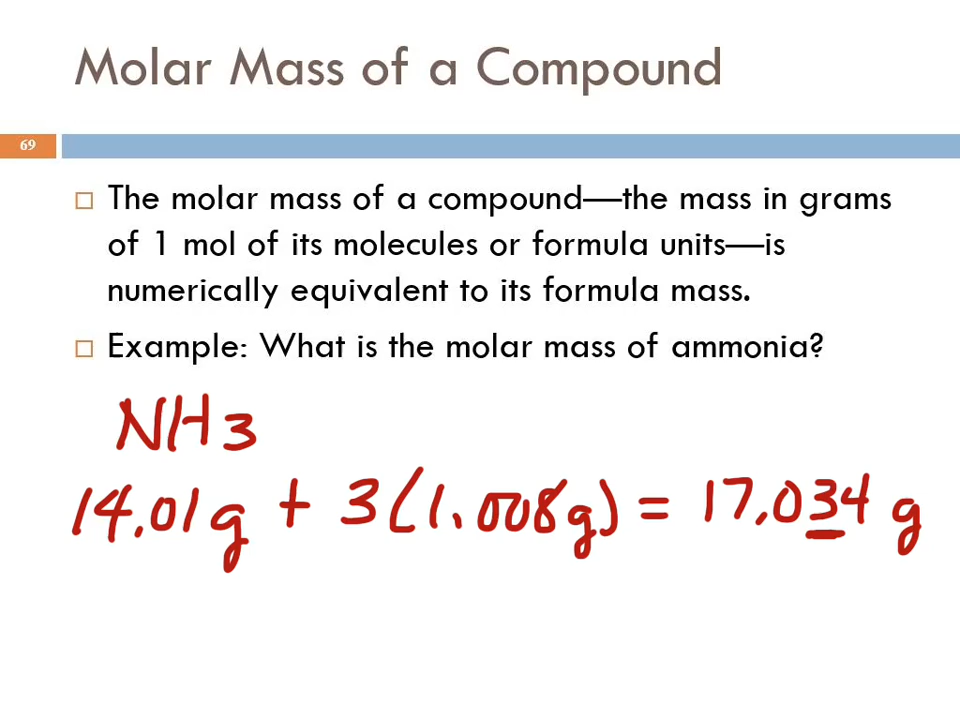 Molar Mass of a Compound
69
The molar mass of a compound—the mass in grams
of 1 mol of its molecules or formula units—is
numerically equivalent to its formula mass.
Example: What is the molar mass of ammonia?
NH3
14.01g + 3(1.008g) = 17.034 g